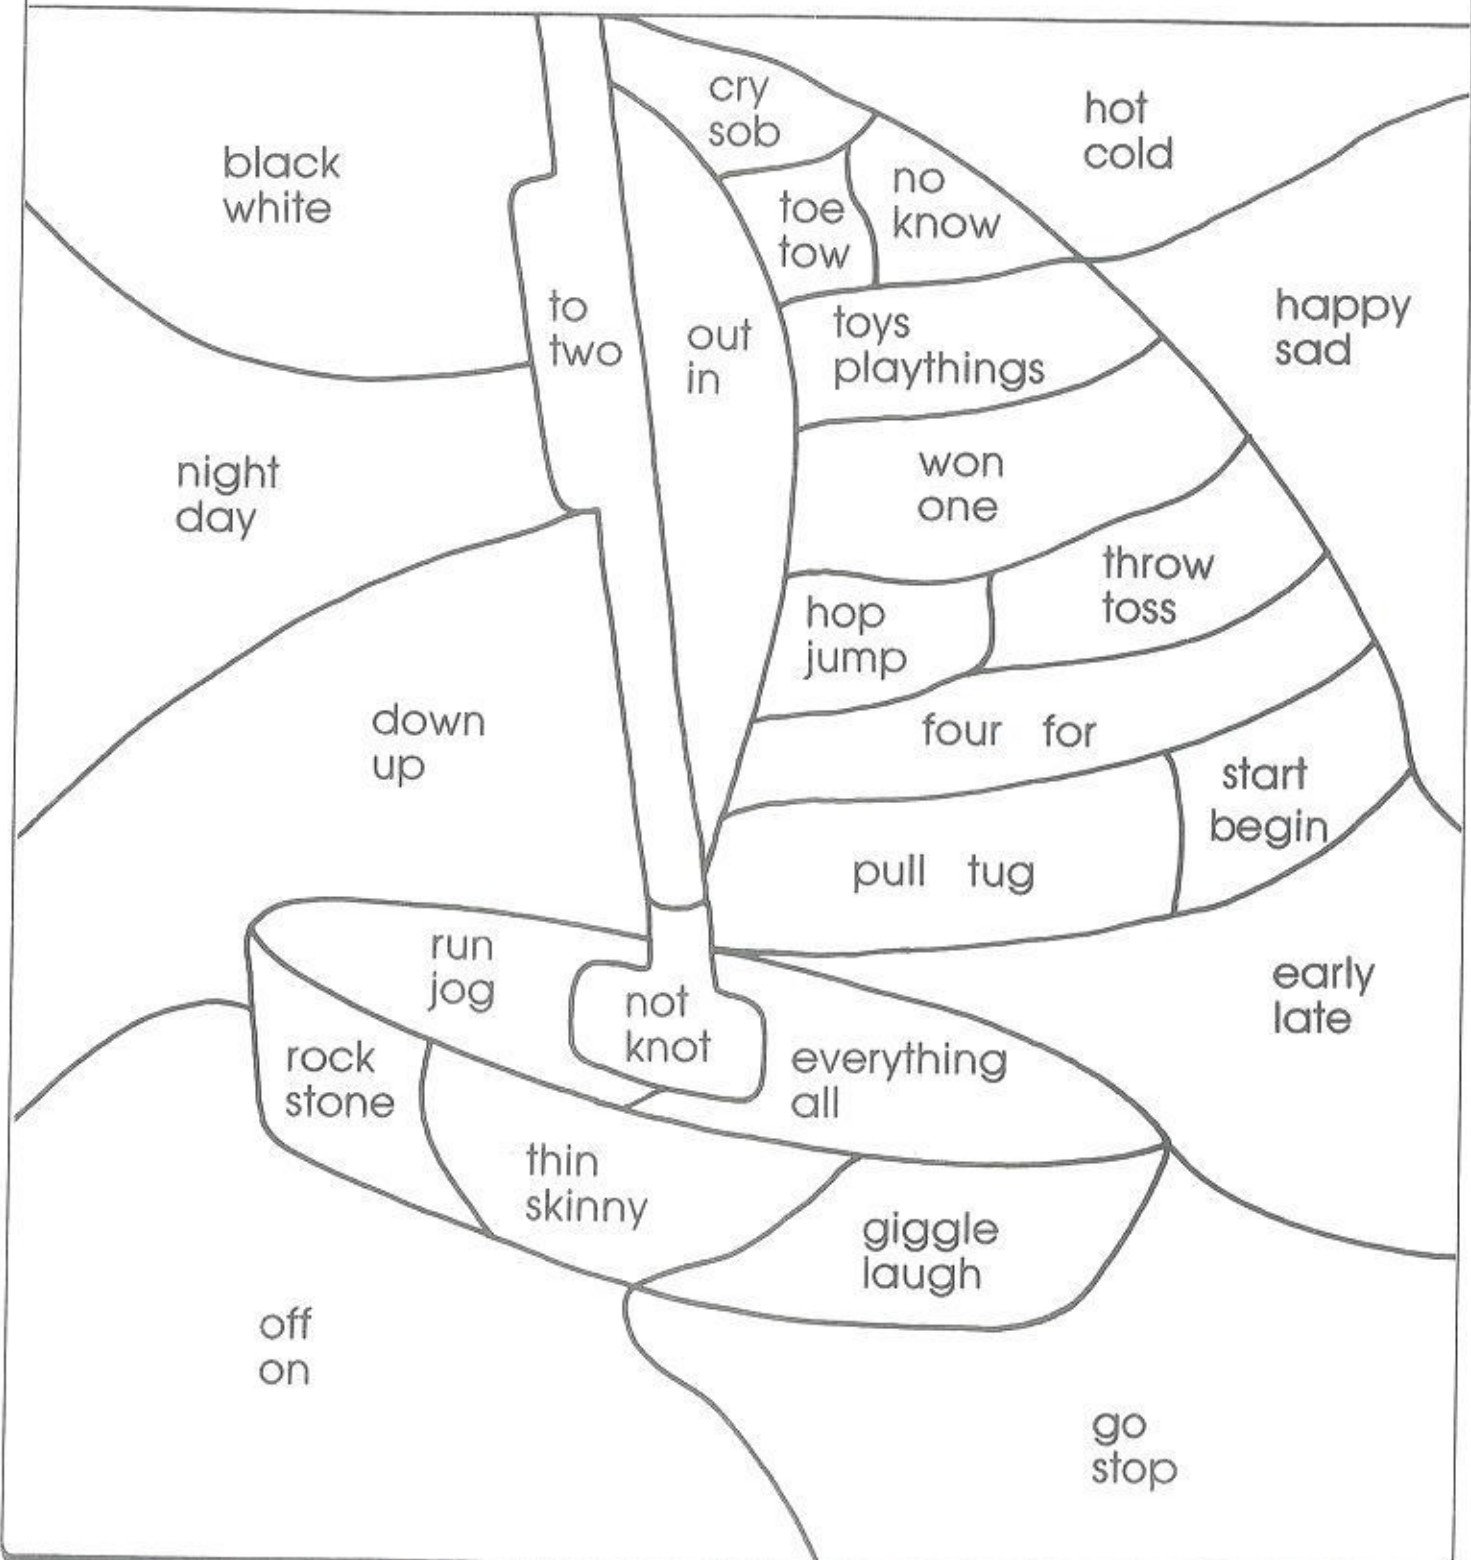 cry
sob
hot
cold
black
white
no
know
toe
tow
to
two
out
in
toys
playthings
happy
sad
won
one
night
day
throw
toss
hop
jump
down
up
four for
start
begin
pull tug
run
jog
not
knot
early
late
rock
stone
everything
all
thin
skinny
giggle
laugh
off
on
go
stop